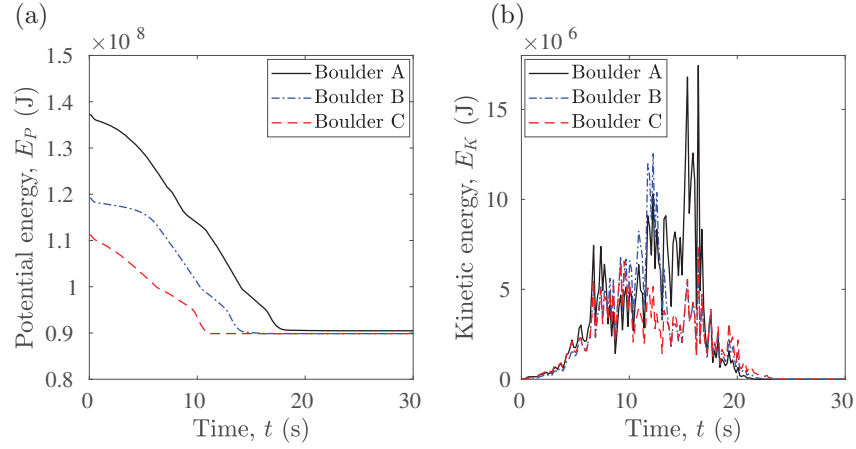 (a)
×10^8
1.5
1.4
1.3
1.2
1.1
1.0
0.9
0.8
Potential energy, E_P (J)
0 10 20 30
Time, t (s)
Boulder A
Boulder B
Boulder C
(b)
×10^6
15
10
5
0
Kinetic energy, E_K (J)
0 10 20 30
Time, t (s)
Boulder A
Boulder B
Boulder C